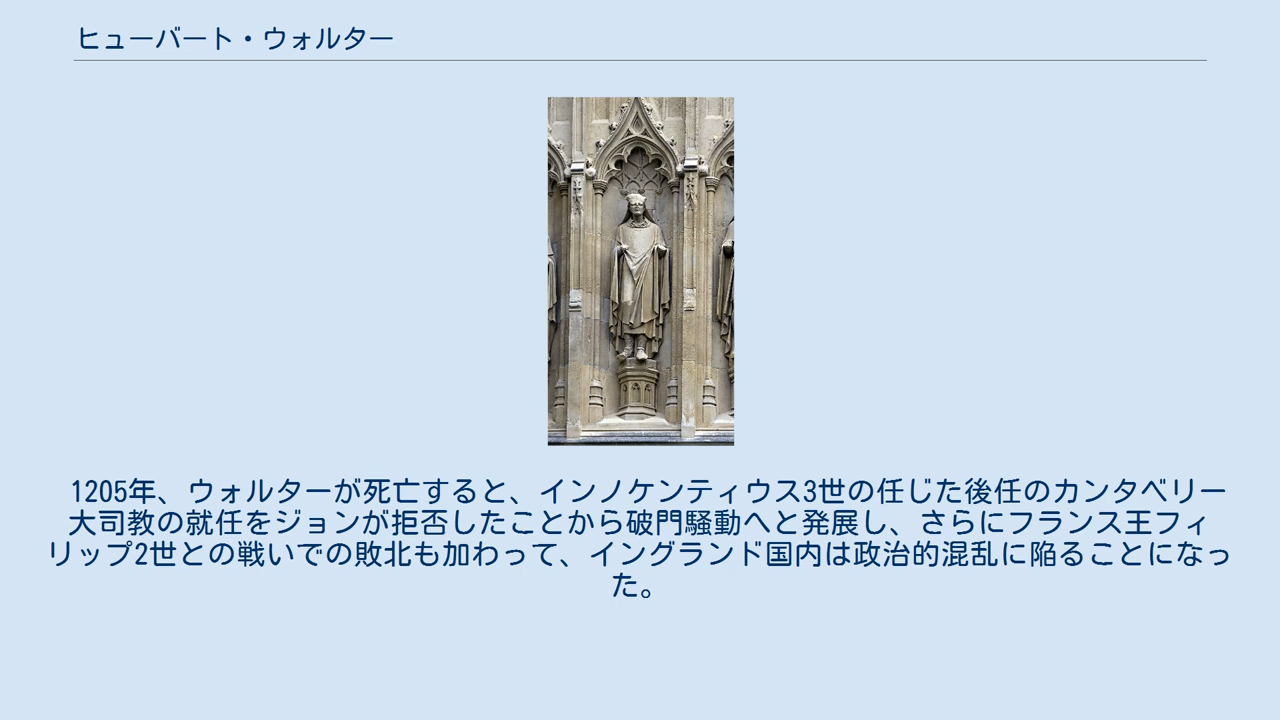 ヒューバート・ウォルター
1205年、ウォルターが死亡すると、インノケンティウス3世の任じた後任のカンタベリー
大司教の就任をジョンが拒否したことから破門騒動へと発展し、さらにフランス王フィ
リップ2世との戦いでの敗北も加わって、イングランド国内は政治的混乱に陥ることになっ
た。